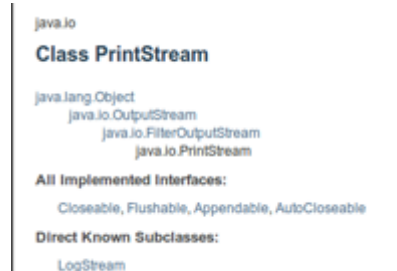 java.io
Class PrintStream
java.lang.Object
java.io.OutputStream
java.io.FilterOutputStream
java.io.PrintStream
All Implemented Interfaces:
Closeable, Flushable, Appendable, AutoCloseable
Direct Known Subclasses:
LogStream